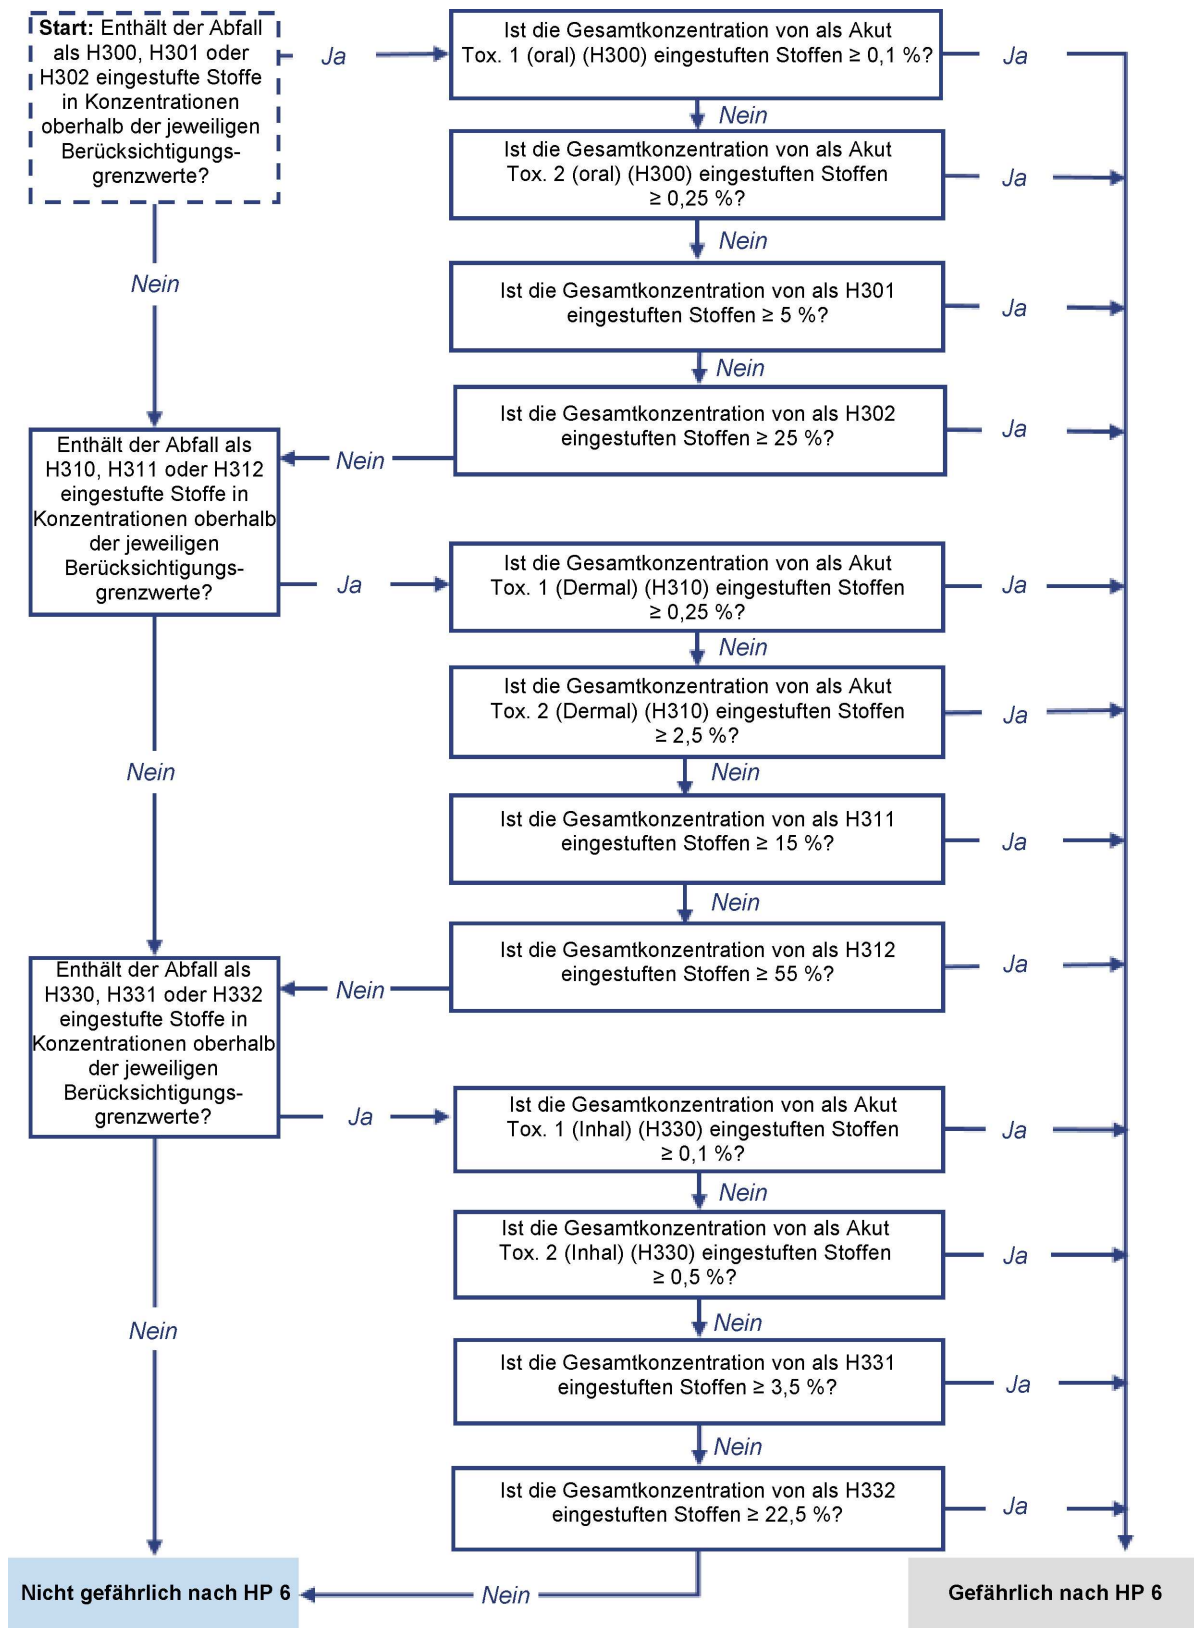 Start: Enthält der Abfall
als H300, H301 oder
H302 eingestufte Stoffe
in Konzentrationen
oberhalb der jeweiligen
Berücksichtigungs-
grenzwerte?
Ja
Ist die Gesamtkonzentration von als Akut
Tox. 1 (oral) (H300) eingestuften Stoffen ≥ 0,1 %?
Ja
Nein
Ist die Gesamtkonzentration von als Akut
Tox. 2 (oral) (H300) eingestuften Stoffen
≥ 0,25 %?
Ja
Nein
Nein
Ist die Gesamtkonzentration von als H301
eingestuften Stoffen ≥ 5 %?
Ja
Nein
Ist die Gesamtkonzentration von als H302
eingestuften Stoffen ≥ 25 %?
Ja
Nein
Enthält der Abfall als
H310, H311 oder H312
eingestufte Stoffe in
Konzentrationen oberhalb
der jeweiligen
Berücksichtigungs-
grenzwerte?
Ja
Ist die Gesamtkonzentration von als Akut
Tox. 1 (Dermal) (H310) eingestuften Stoffen
≥ 0,25 %?
Ja
Nein
Ist die Gesamtkonzentration von als Akut
Tox. 2 (Dermal) (H310) eingestuften Stoffen
≥ 2,5 %?
Ja
Nein
Nein
Ist die Gesamtkonzentration von als H311
eingestuften Stoffen ≥ 15 %?
Ja
Nein
Ist die Gesamtkonzentration von als H312
eingestuften Stoffen ≥ 55 %?
Ja
Nein
Enthält der Abfall als
H330, H331 oder H332
eingestufte Stoffe in
Konzentrationen oberhalb
der jeweiligen
Berücksichtigungs-
grenzwerte?
Ja
Ist die Gesamtkonzentration von als Akut
Tox. 1 (Inhal) (H330) eingestuften Stoffen
≥ 0,1 %?
Ja
Nein
Ist die Gesamtkonzentration von als Akut
Tox. 2 (Inhal) (H330) eingestuften Stoffen
≥ 0,5 %?
Ja
Nein
Nein
Ist die Gesamtkonzentration von als H331
eingestuften Stoffen ≥ 3,5 %?
Ja
Nein
Ist die Gesamtkonzentration von als H332
eingestuften Stoffen ≥ 22,5 %?
Ja
Nein
Nicht gefährlich nach HP 6
Gefährlich nach HP 6